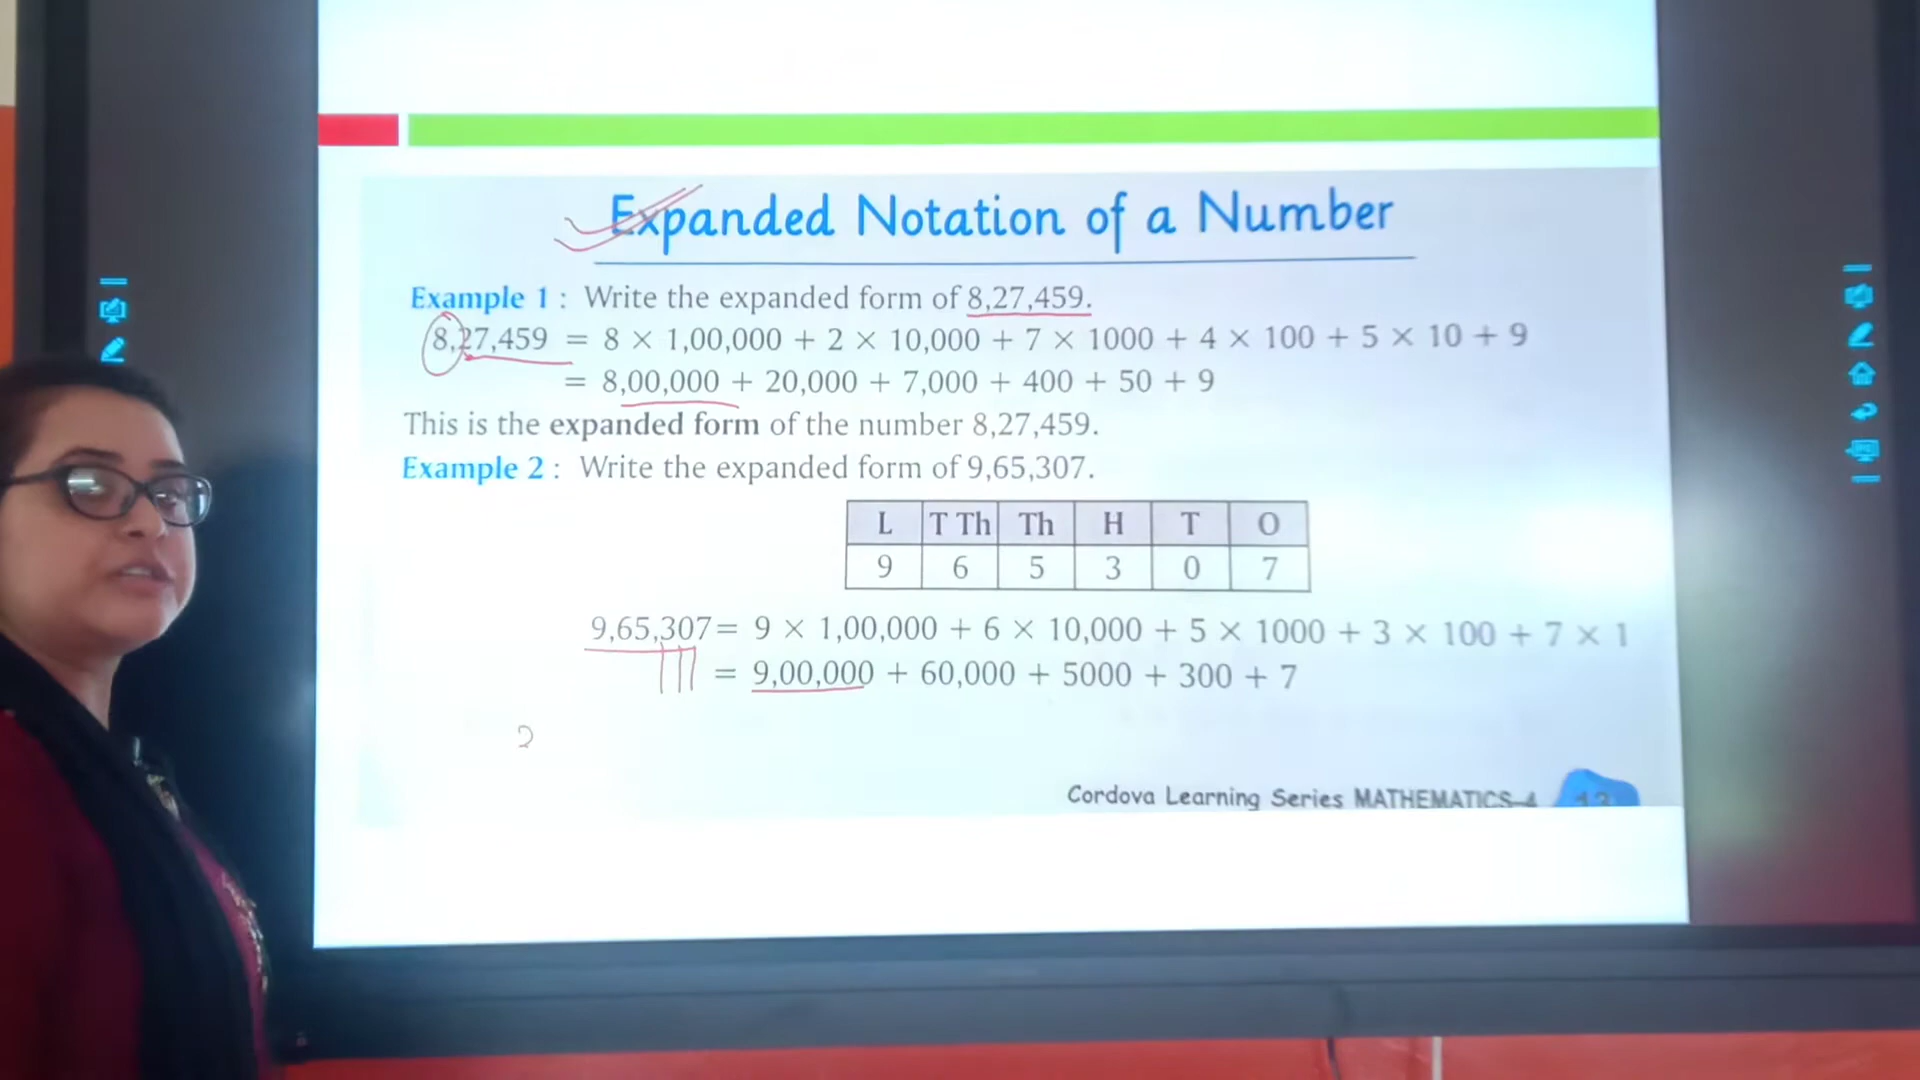 Expanded Notation of a Number
Example 1 : Write the expanded form of 8,27,459.
8,27,459 = 8 × 1,00,000 + 2 × 10,000 + 7 × 1000 + 4 × 100 + 5 × 10 + 9
= 8,00,000 + 20,000 + 7,000 + 400 + 50 + 9
This is the expanded form of the number 8,27,459.
Example 2 : Write the expanded form of 9,65,307.
L T Th Th H T O
9 6 5 3 0 7
9,65,307= 9 × 1,00,000 + 6 × 10,000 + 5 × 1000 + 3 × 100 + 7 × 1
= 9,00,000 + 60,000 + 5000 + 300 + 7
2
Cordova Learning Series MATHEMATICS-4